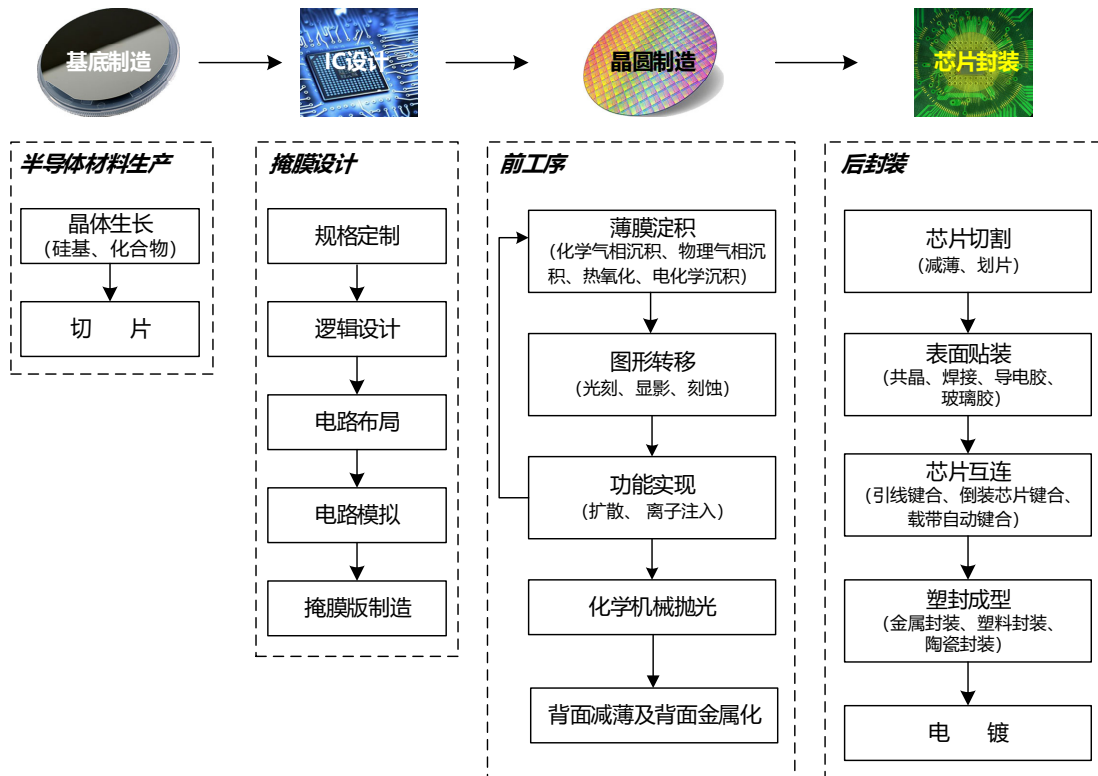 基底制造
IC设计
晶圆制造
芯片封装
半导体材料生产
晶体生长
(硅基、化合物)
切 片
掩膜设计
规格定制
逻辑设计
电路布局
电路模拟
掩膜版制造
前工序
薄膜淀积
(化学气相沉积、物理气相沉
积、热氧化、电化学沉积)
图形转移
(光刻、显影、刻蚀)
功能实现
(扩散、 离子注入)
化学机械抛光
背面减薄及背面金属化
后封装
芯片切割
(减薄、划片)
表面贴装
(共晶、焊接、导电胶、
玻璃胶)
芯片互连
(引线键合、倒装芯片键合、
载带自动键合)
塑封成型
(金属封装、塑料封装、
陶瓷封装)
电 镀